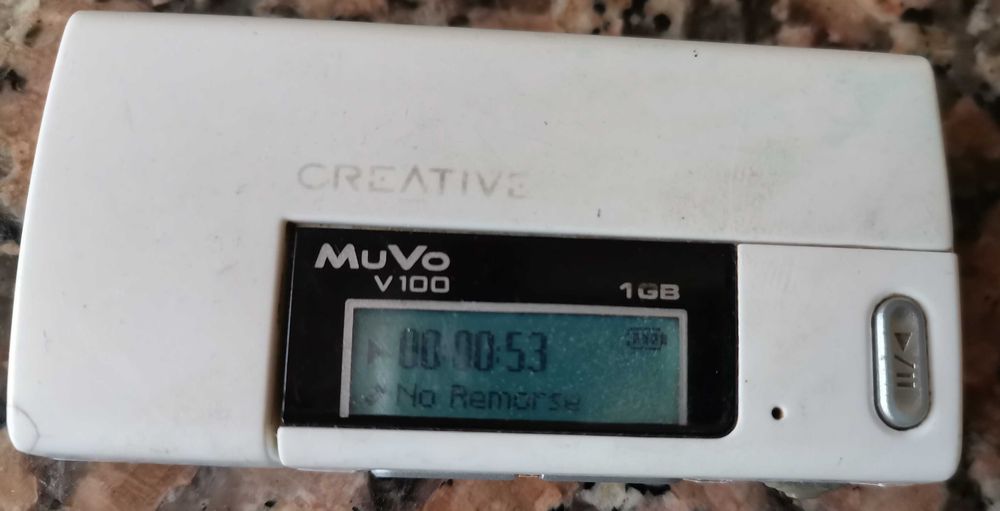 CREATIVE
MuVo
V100
1GB
00:00:53
No Remorse